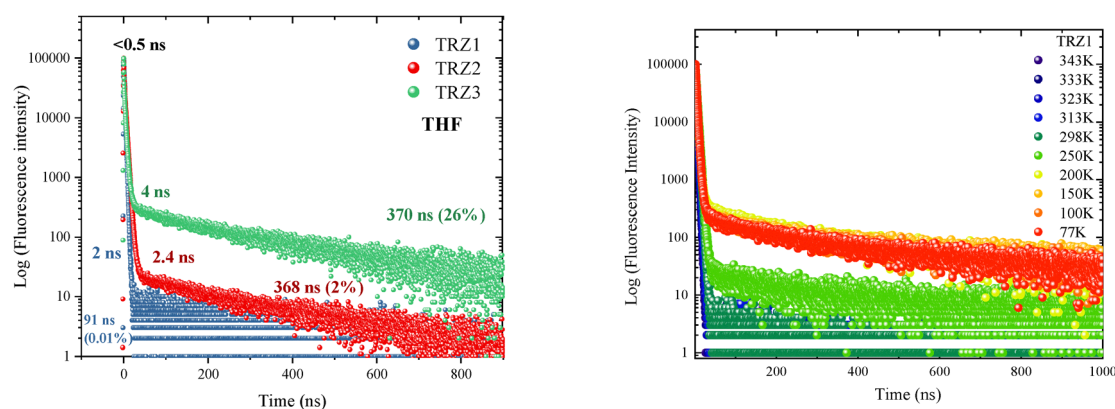 <0.5 ns
100000
10000
1000
100
10
1
Log (Fluorescence intensity)
TRZ1
TRZ2
TRZ3
THF
4 ns
370 ns (26%)
2 ns
2.4 ns
368 ns (2%)
91 ns
(0.01%)
0
200
400
600
800
Time (ns)
100000
10000
1000
100
10
1
Log (Fluorescence Intensity)
TRZ1
343K
333K
323K
313K
298K
250K
200K
150K
100K
77K
200
400
600
800
1000
Time (ns)